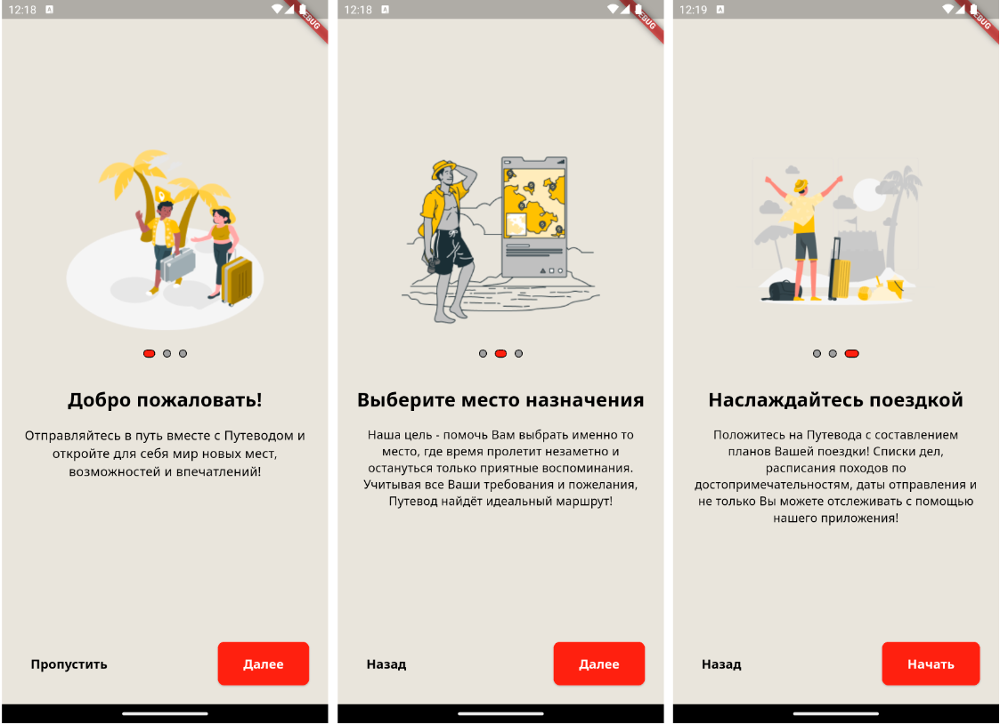 12:18
Добро пожаловать!
Отправляйтесь в путь вместе с Путеводом и
откройте для себя мир новых мест,
возможностей и впечатлений!
Пропустить
Далее
12:18
Выберите место назначения
Наша цель - помочь Вам выбрать именно то
место, где время пролетит незаметно и
останутся только приятные воспоминания.
Учитывая все Ваши требования и пожелания,
Путевод найдёт идеальный маршрут!
Назад
Далее
12:19
Наслаждайтесь поездкой
Положитесь на Путевода с составлением
планов Вашей поездки! Списки дел,
расписания походов по
достопримечательностям, даты отправления и
не только Вы можете отслеживать с помощью
нашего приложения!
Назад
Начать